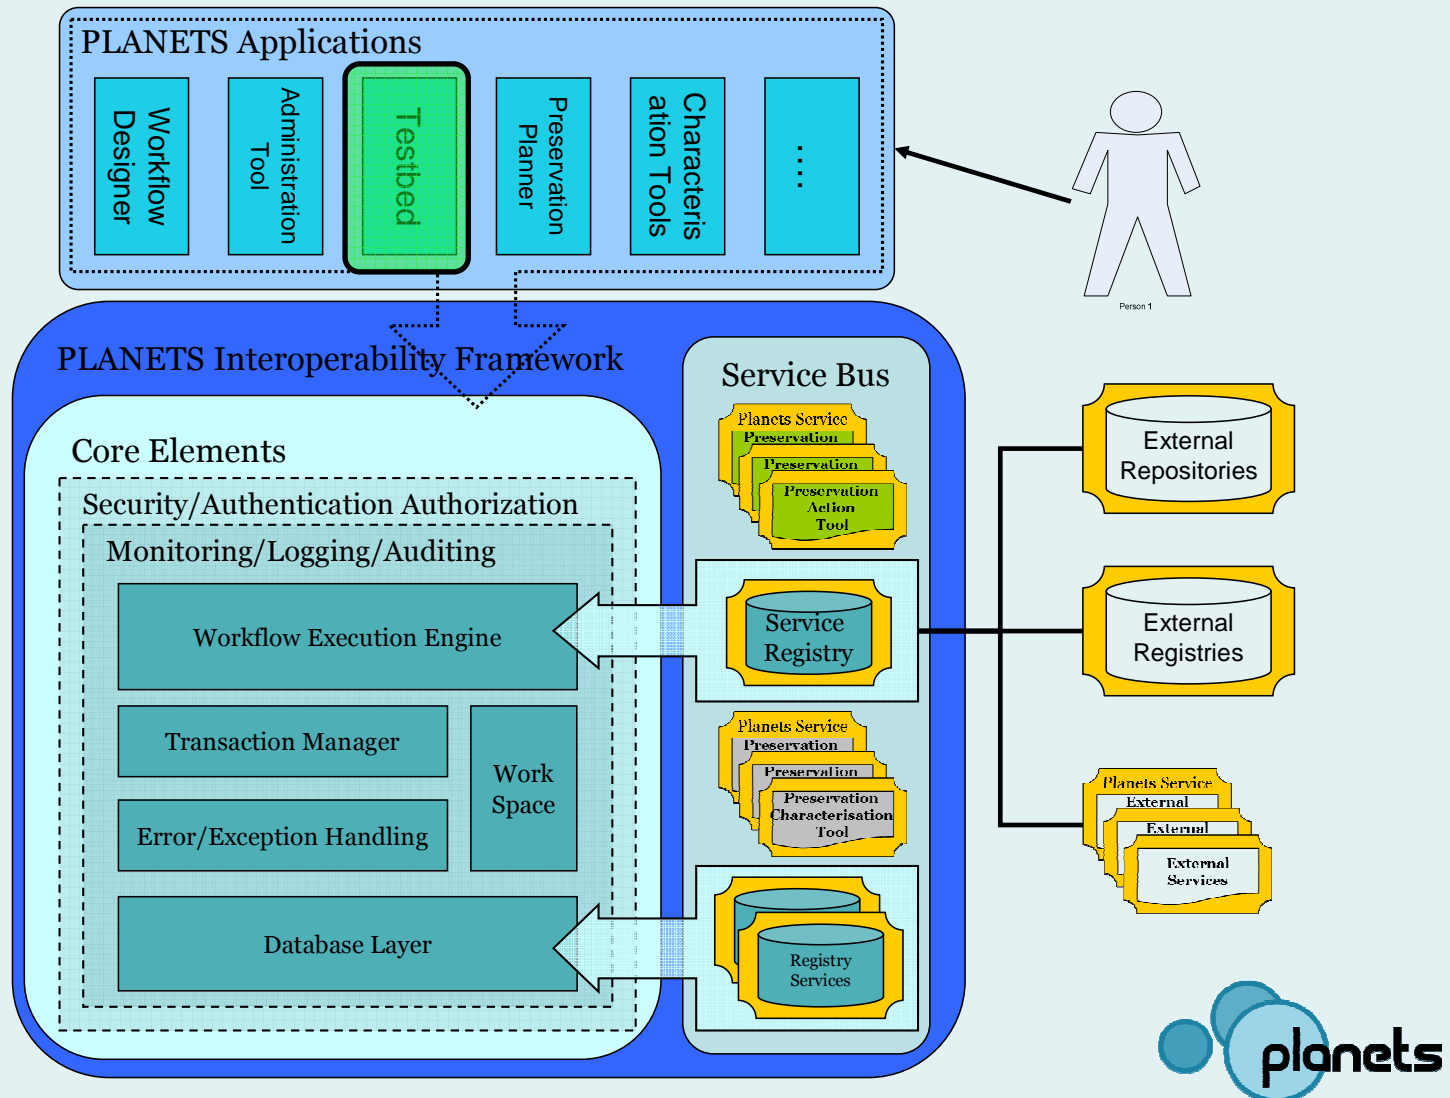 PLANETS Applications
Workflow
Designer
Administration
Tool
Testbed
Preservation
Planner
Characteris
ation Tools
...
Person 1
PLANETS Interoperability Framework
Service Bus
Core Elements
Security/Authentication Authorization
Monitoring/Logging/Auditing
Workflow Execution Engine
Transaction Manager
Error/Exception Handling
Work
Space
Database Layer
Planets Service
Preservation
Preservation
Preservation
Action
Tool
Service
Registry
Planets Service
Preservation
Preservation
Preservation
Characterisation
Tool
Registry
Services
External
Repositories
External
Registries
Planets Service
External
External
External
Services
planets